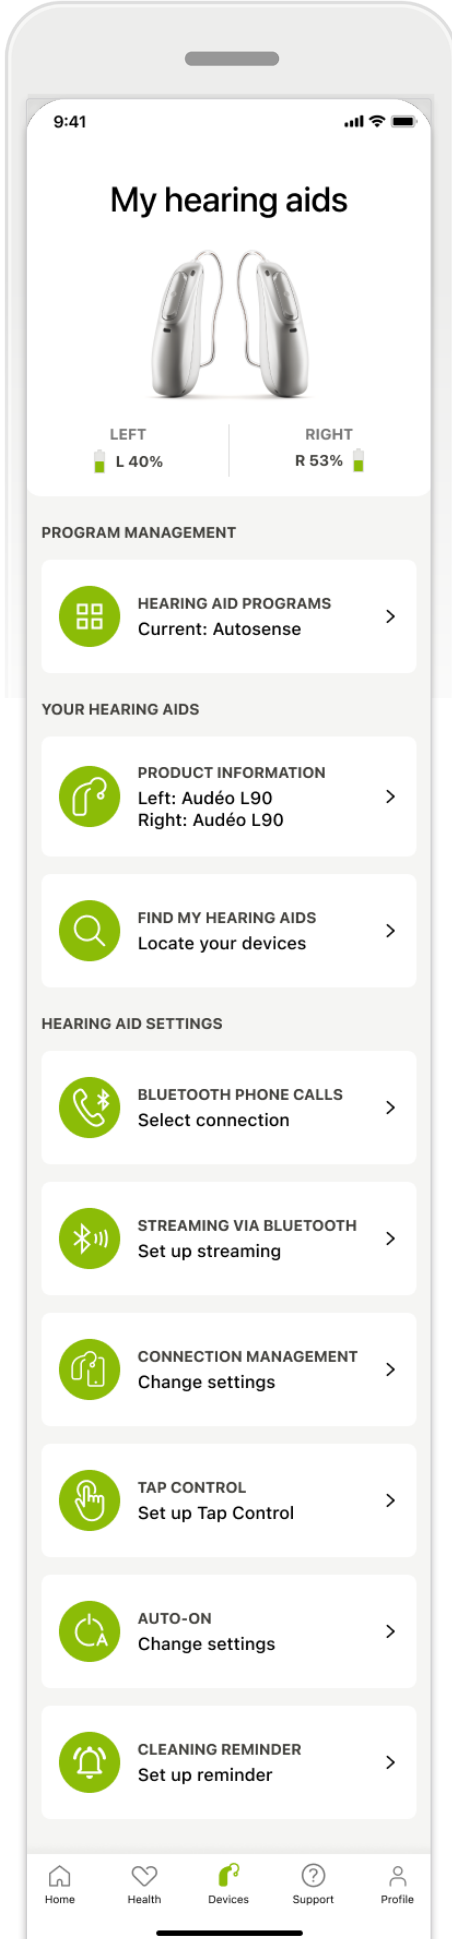 9:41
My hearing aids
LEFT
L 40%
RIGHT
R 53%
PROGRAM MANAGEMENT
HEARING AID PROGRAMS
Current: Autosense
YOUR HEARING AIDS
PRODUCT INFORMATION
Left: Audéo L90
Right: Audéo L90
FIND MY HEARING AIDS
Locate your devices
HEARING AID SETTINGS
BLUETOOTH PHONE CALLS
Select connection
STREAMING VIA BLUETOOTH
Set up streaming
CONNECTION MANAGEMENT
Change settings
TAP CONTROL
Set up Tap Control
AUTO-ON
Change settings
CLEANING REMINDER
Set up reminder
Home
Health
Devices
Support
Profile